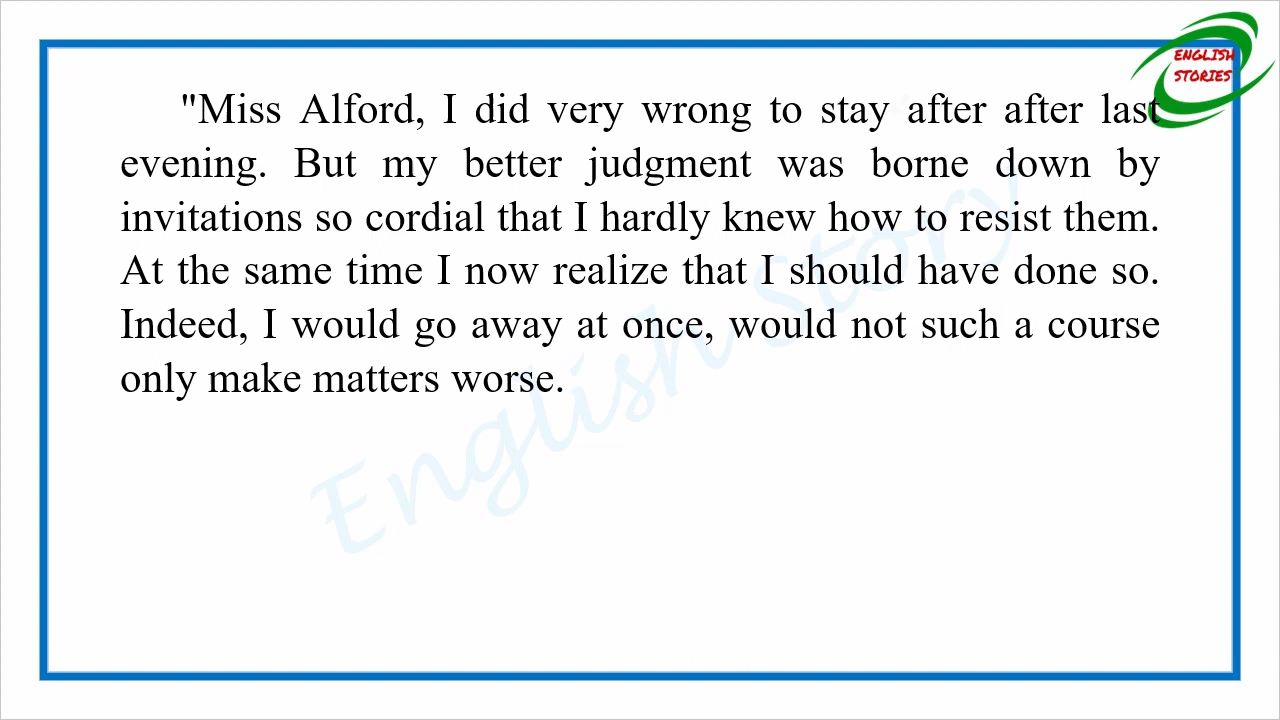 ENGLISH
STORIES
"Miss Alford, I did very wrong to stay after after last
evening. But my better judgment was borne down by
invitations so cordial that I hardly knew how to resist them.
At the same time I now realize that I should have done so.
Indeed, I would go away at once, would not such a course
only make matters worse.
English Story